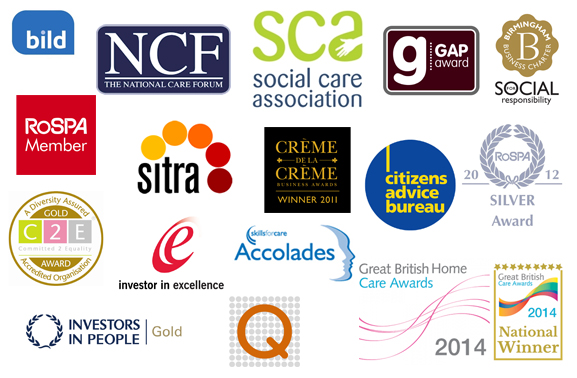 bild
NCF
THE NATIONAL CARE FORUM
sca
social care
association
g GAP
award
BIRMINGHAM
B
BUSINESS CHARTER
FOR
SOCIAL
responsibility
RoSPA
Member
sitra
CRÈME
DE LA
CRÈME
BUSINESS AWARDS
WINNER 2011
citizens
advice
bureau
RoSPA
20 12
SILVER
Award
A Diversity Assured
GOLD
C2E
Committed 2 Equality
AWARD
Accredited Organisation
e
investor in excellence
skillsforcare
Accolades
Great British Home
Care Awards
2014
Great British
Care Awards
2014
National
Winner
INVESTORS
IN PEOPLE | Gold
Q